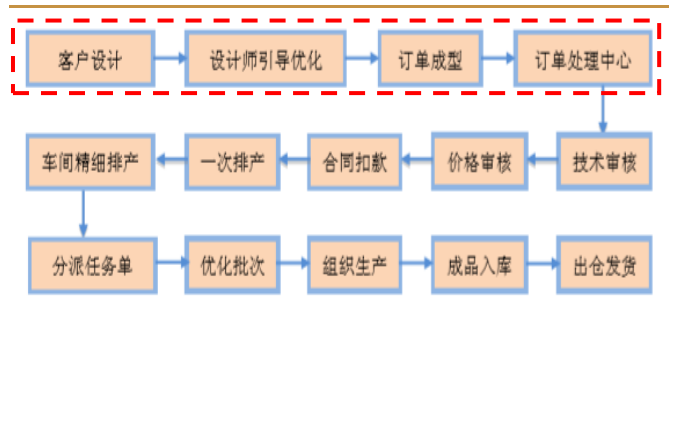 客户设计 设计师引导优化 订单成型 订单处理中心
车间精细排产 一次排产 合同扣款 价格审核 技术审核
分派任务单 优化批次 组织生产 成品入库 出仓发货